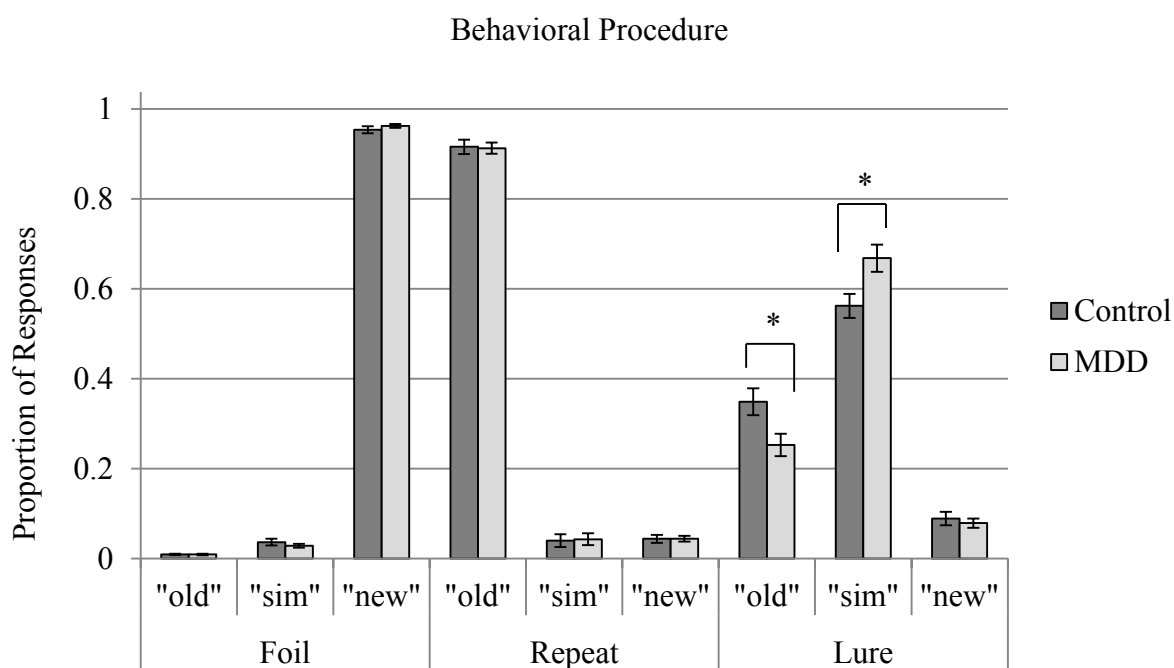 Behavioral Procedure
Proportion of Responses
1
0.8
0.6
0.4
0.2
0
*
*
"old" "sim" "new" "old" "sim" "new" "old" "sim" "new"
Foil Repeat Lure
Control
MDD